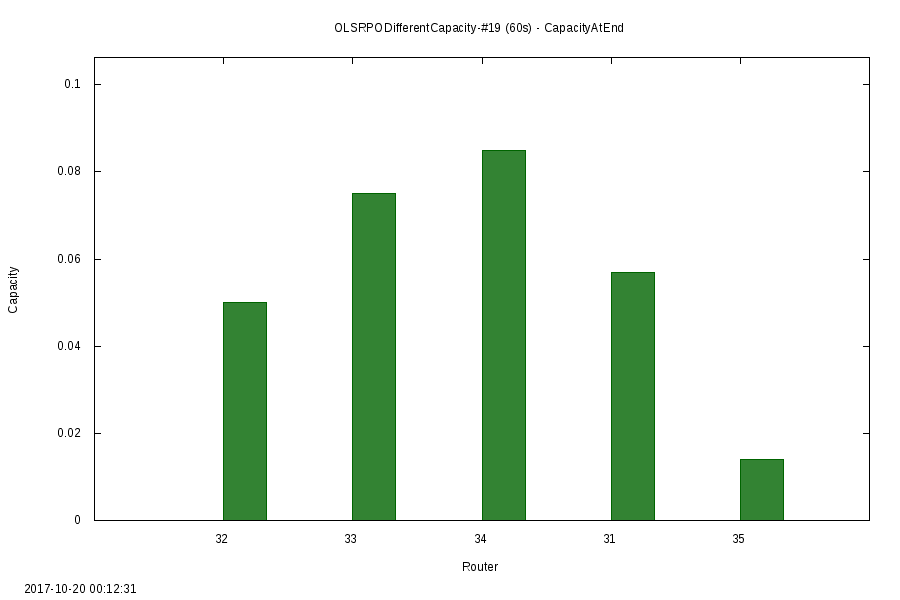 OLSRPODifferentCapacity-#19 (60s) - CapacityAtEnd
0.1
0.08
0.06
0.04
0.02
0
Capacity
32 33 34 31 35
Router
2017-10-20 00:12:31